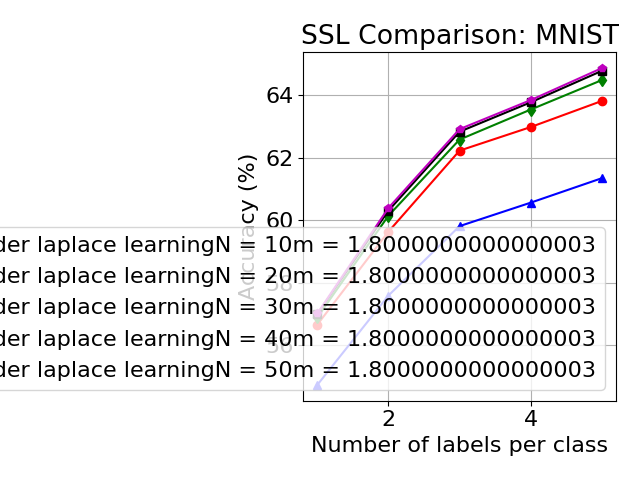 SSL Comparison: MNIST
64
62
60
58
56
Accuracy (%)
der laplace learningN = 10m = 1.8000000000000003
der laplace learningN = 20m = 1.8000000000000003
der laplace learningN = 30m = 1.8000000000000003
der laplace learningN = 40m = 1.8000000000000003
der laplace learningN = 50m = 1.8000000000000003
2 4
Number of labels per class